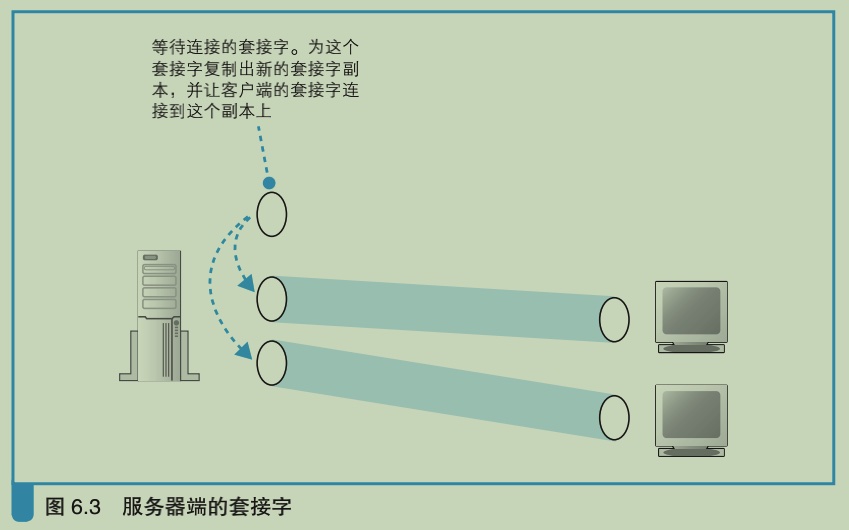 等待连接的套接字。为这个
套接字复制出新的套接字副
本，并让客户端的套接字连
接到这个副本上
图 6.3　服务器端的套接字